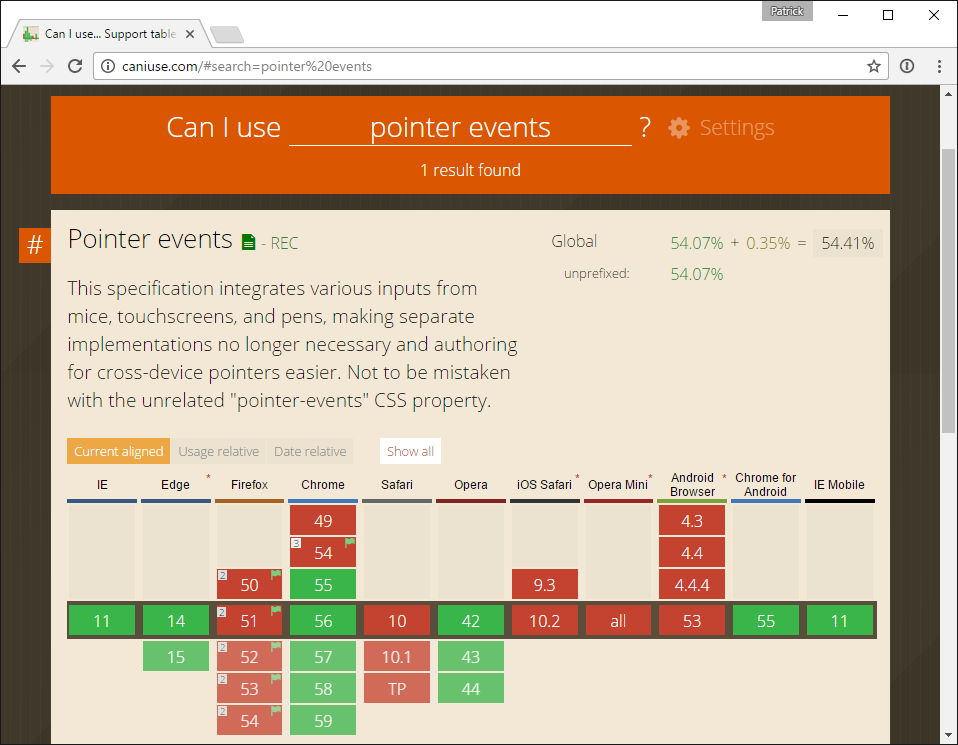 Patrick
Can I use... Support table
caniuse.com/#search=pointer%20events
Can I use pointer events ? Settings
1 result found
#
Pointer events - REC
Global 54.07% + 0.35% = 54.41%
unprefixed: 54.07%
This specification integrates various inputs from
mice, touchscreens, and pens, making separate
implementations no longer necessary and authoring
for cross-device pointers easier. Not to be mistaken
with the unrelated "pointer-events" CSS property.
Current aligned Usage relative Date relative Show all
IE Edge * Firefox Chrome Safari Opera iOS Safari * Opera Mini * Android Browser * Chrome for Android IE Mobile
49 4.3
3 54 4.4
2 50 55 9.3 4.4.4
11 14 2 51 56 10 42 10.2 all 53 55 11
15 2 52 57 10.1 43
2 53 58 TP 44
2 54 59